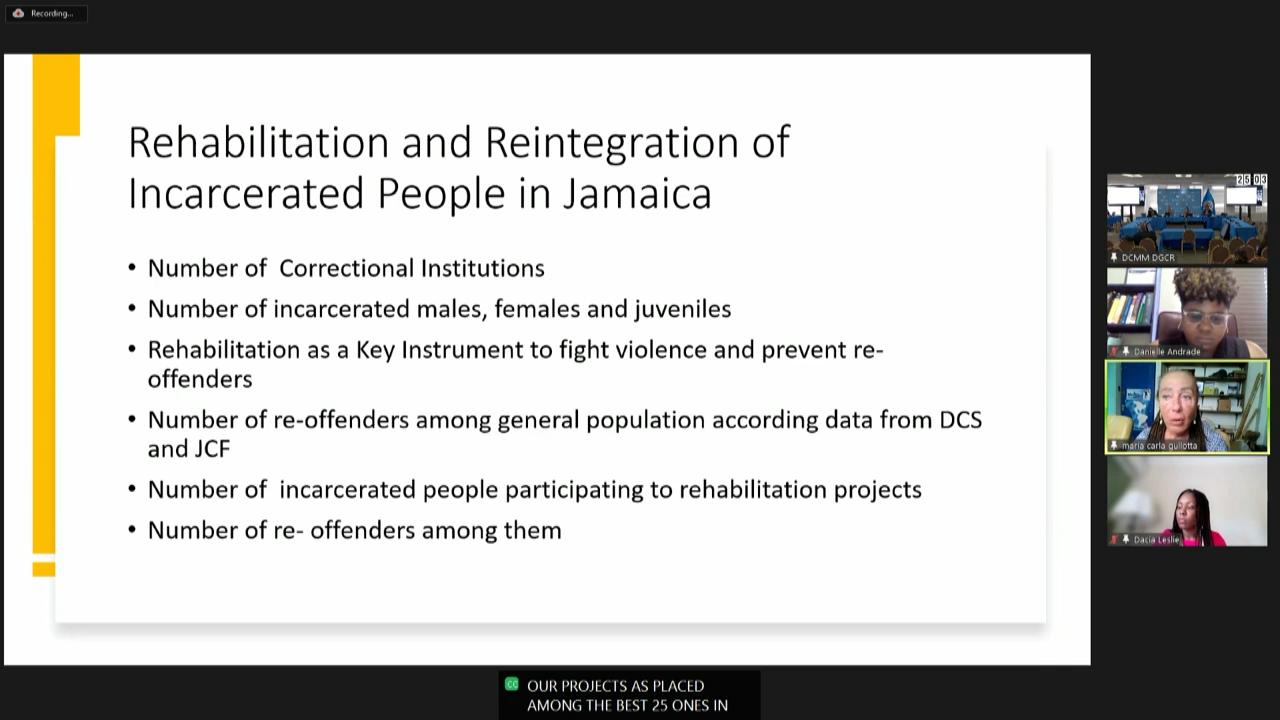 Recording...
Rehabilitation and Reintegration of
Incarcerated People in Jamaica
• Number of  Correctional Institutions
• Number of incarcerated males, females and juveniles
• Rehabilitation as a Key Instrument to fight violence and prevent re-
offenders
• Number of re-offenders among general population according data from DCS
and JCF
• Number of  incarcerated people participating to rehabilitation projects
• Number of re- offenders among them
25:03
DCMM DGCR
Danielle Andrade
maria carla gullotta
Dacia Leslie
CC OUR PROJECTS AS PLACED
AMONG THE BEST 25 ONES IN